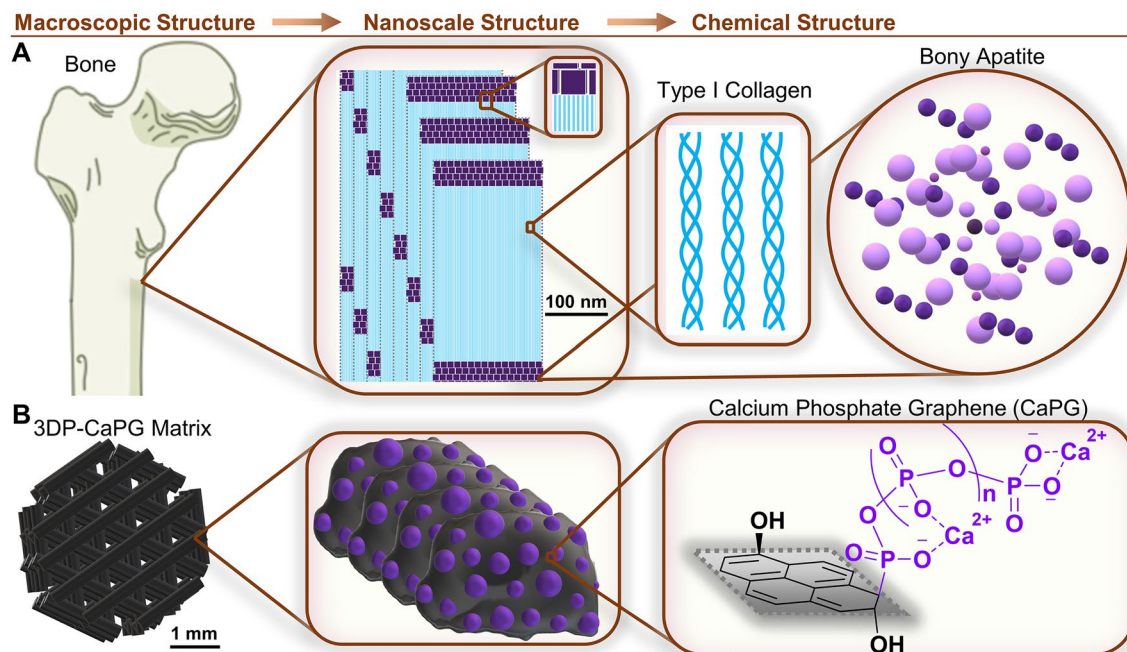 Macroscopic Structure Nanoscale Structure Chemical Structure
A
Bone
Type I Collagen
Bony Apatite
100 nm
B
3DP-CaPG Matrix
1 mm
Calcium Phosphate Graphene (CaPG)
O − O Ca 2+
P O n P O −
− O O
O Ca 2+
O P O −
OH
OH